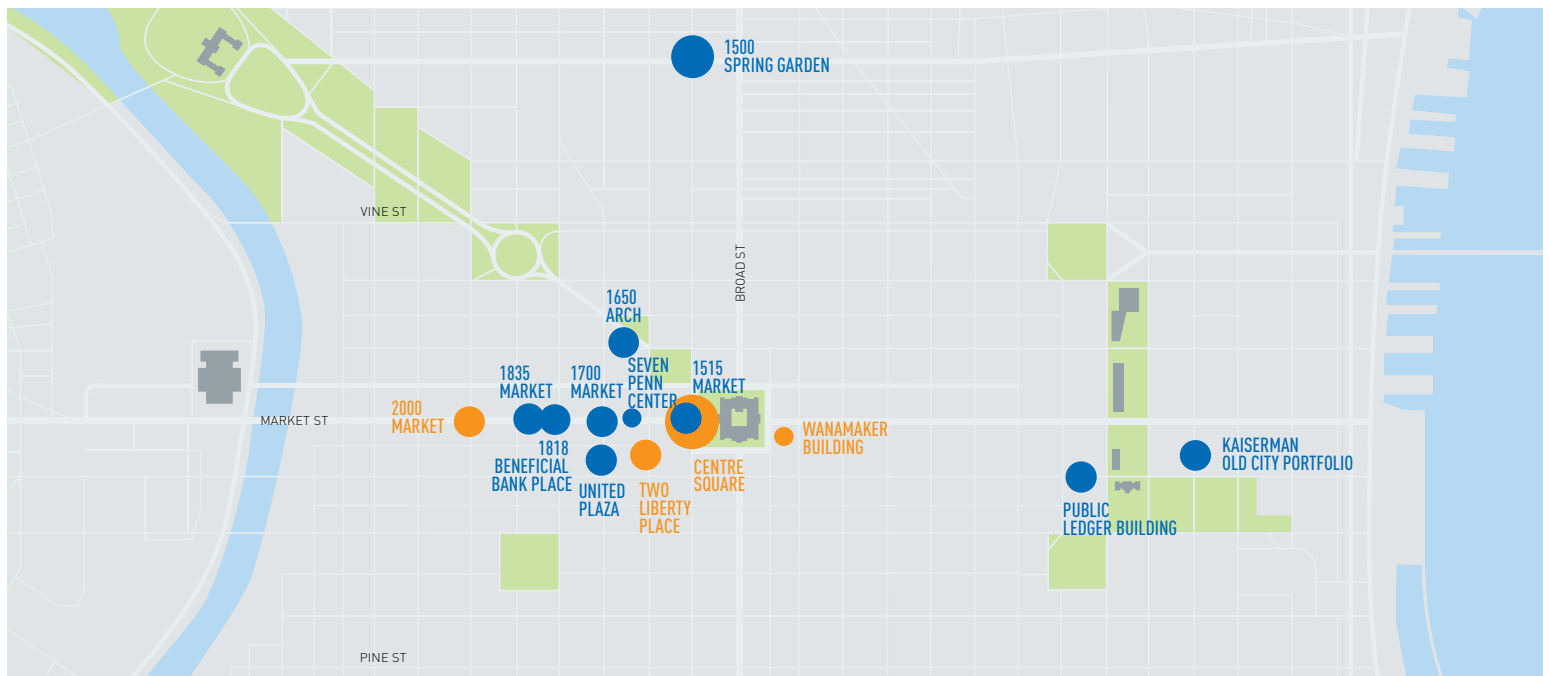 1500
SPRING GARDEN
VINE ST
BROAD ST
1650
ARCH
SEVEN
PENN
CENTER
1515
MARKET
1835
MARKET
1700
MARKET
2000
MARKET
MARKET ST
WANAMAKER
BUILDING
1818
BENEFICIAL
BANK PLACE
UNITED
PLAZA
TWO
LIBERTY
PLACE
CENTRE
SQUARE
KAISERMAN
OLD CITY PORTFOLIO
PUBLIC
LEDGER BUILDING
PINE ST